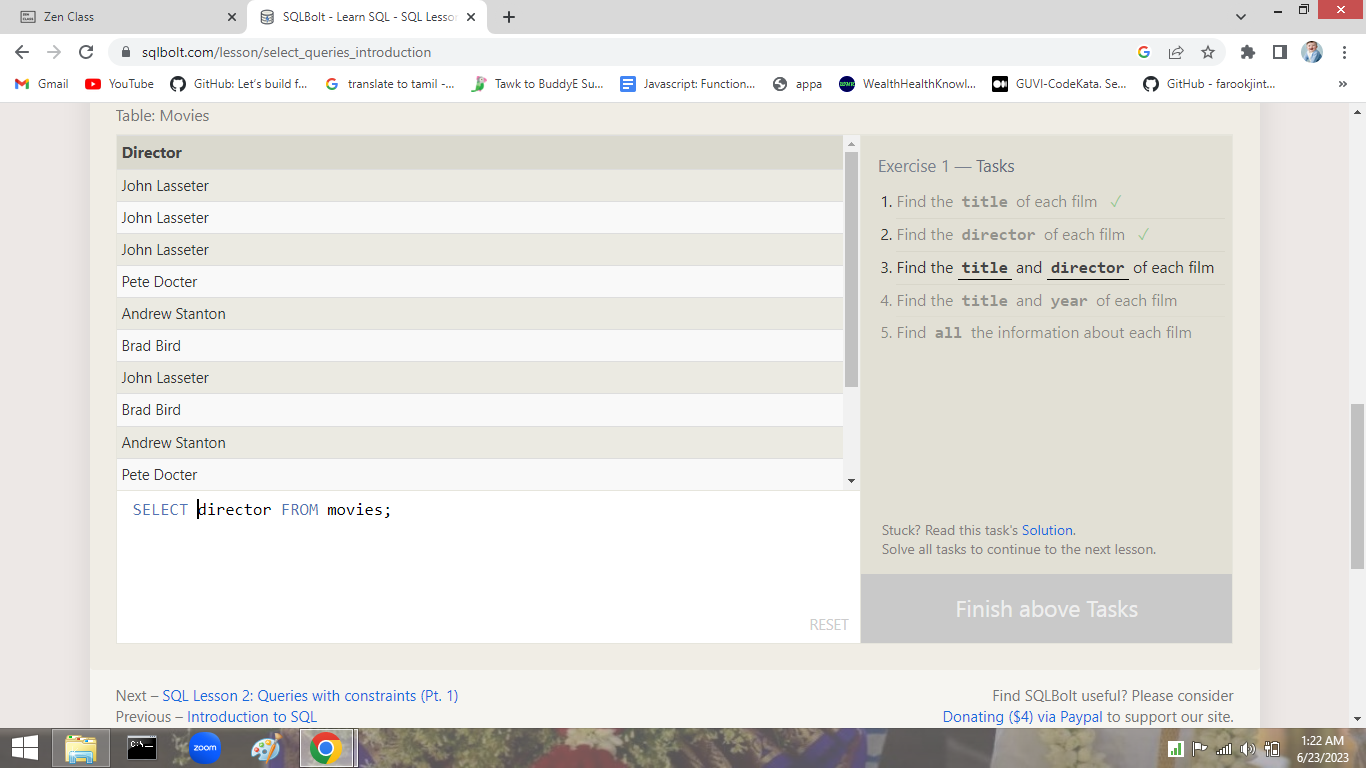 Zen Class
SQLBolt - Learn SQL - SQL Lesson
sqlbolt.com/lesson/select_queries_introduction
Gmail
YouTube
GitHub: Let's build f...
translate to tamil -...
Tawk to BuddyE Su...
Javascript: Function...
appa
WealthHealthKnowl...
GUVI-CodeKata. Se...
GitHub - farookjint...
»
Table: Movies
Director
John Lasseter
John Lasseter
John Lasseter
Pete Docter
Andrew Stanton
Brad Bird
John Lasseter
Brad Bird
Andrew Stanton
Pete Docter
SELECT director FROM movies;
RESET
Exercise 1 — Tasks
1. Find the title of each film ✓
2. Find the director of each film ✓
3. Find the title and director of each film
4. Find the title and year of each film
5. Find all the information about each film
Stuck? Read this task's Solution.
Solve all tasks to continue to the next lesson.
Finish above Tasks
Next – SQL Lesson 2: Queries with constraints (Pt. 1)
Previous – Introduction to SQL
Find SQLBolt useful? Please consider
Donating ($4) via Paypal to support our site.
C:\
zoom
1:22 AM
6/23/2023